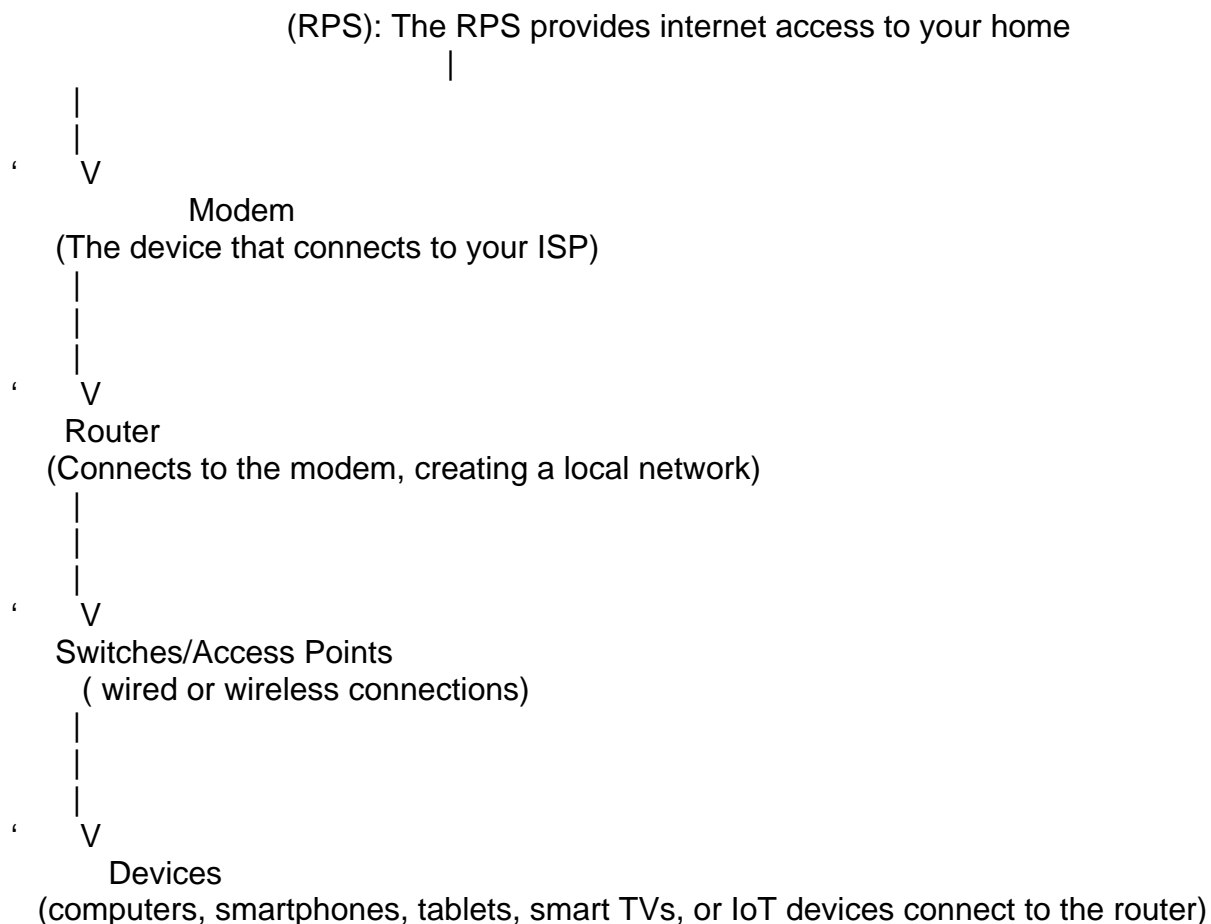 (RPS): The RPS provides internet access to your home
|
|
|
‘ V
Modem
(The device that connects to your ISP)
|
|
|
‘ V
Router
(Connects to the modem, creating a local network)
|
|
|
‘ V
Switches/Access Points
( wired or wireless connections)
|
|
|
‘ V
Devices
(computers, smartphones, tablets, smart TVs, or IoT devices connect to the router)